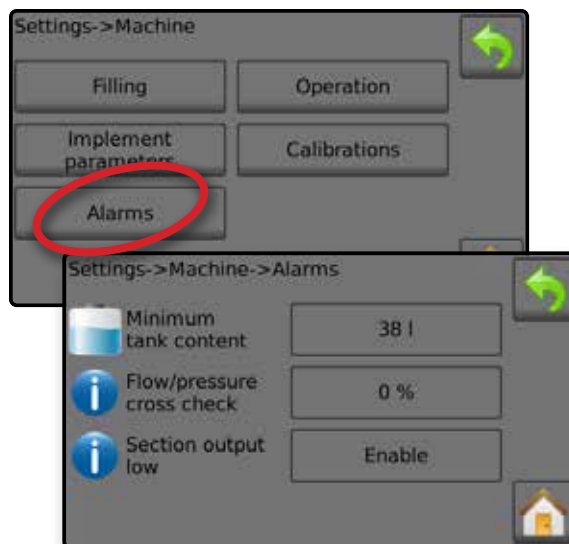 Settings->Machine
Filling
Operation
Implement
parameters
Calibrations
Alarms
Settings->Machine->Alarms
Minimum
tank content
38 l
Flow/pressure
cross check
0 %
Section output
low
Enable